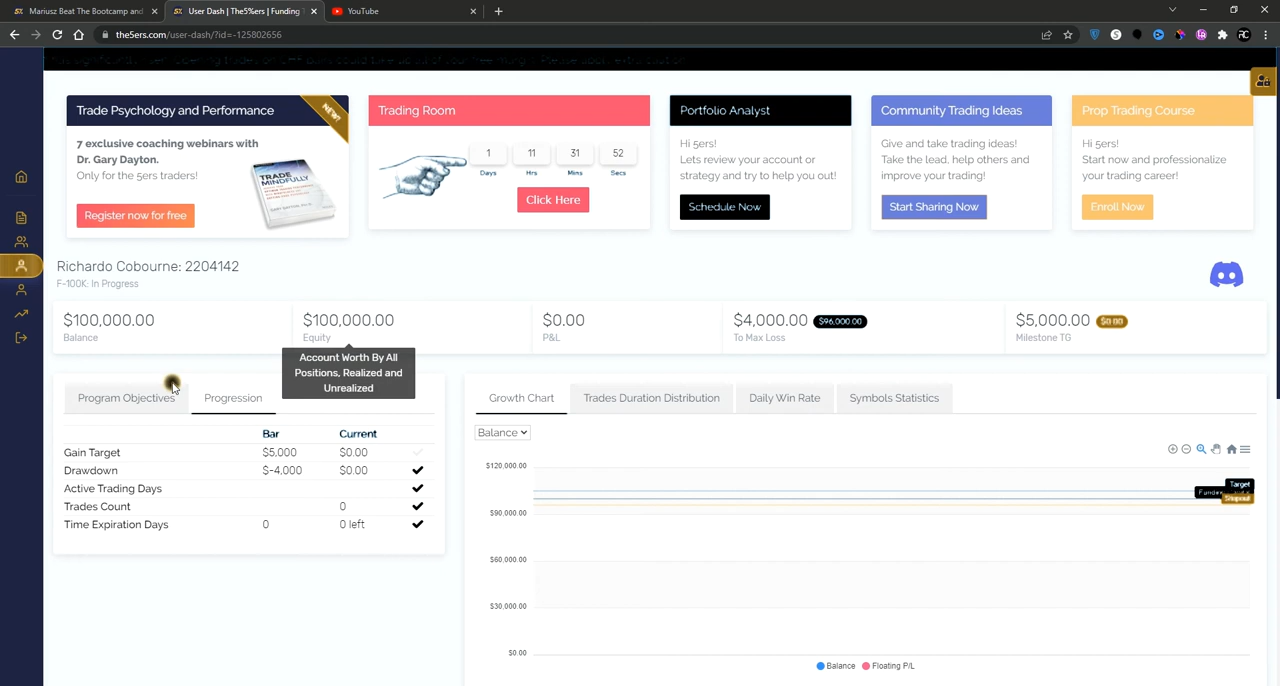 Mariusz Beat The Bootcamp and
User Dash | The5%ers | Funding
YouTube
the5ers.com/user-dash/?id=-125802656
Trade Psychology and Performance
NEW!
7 exclusive coaching webinars with
Dr. Gary Dayton.
Only for the 5ers traders!
TRADE
MINDFULLY
Register now for free
Trading Room
1
11
31
52
Days
Hrs
Mins
Secs
Click Here
Portfolio Analyst
Hi 5ers!
Lets review your account or
strategy and try to help you out!
Schedule Now
Community Trading Ideas
Give and take trading ideas!
Take the lead, help others and
improve your trading!
Start Sharing Now
Prop Trading Course
Hi 5ers!
Start now and professionalize
your trading career!
Enroll Now
Richardo Cobourne: 2204142
F-100K: In Progress
$100,000.00
Balance
$100,000.00
Equity
$0.00
P&L
$4,000.00 $96,000.00
To Max Loss
$5,000.00 $0.00
Milestone TG
Account Worth By All
Positions, Realized and
Unrealized
Program Objectives
Progression
Bar Current
Gain Target $5,000 $0.00
Drawdown $-4,000 $0.00
Active Trading Days
Trades Count 0
Time Expiration Days 0 0 left
Growth Chart
Trades Duration Distribution
Daily Win Rate
Symbols Statistics
Balance
$120,000.00
$90,000.00
$60,000.00
$30,000.00
$0.00
Target
Stopout
Balance Floating P/L